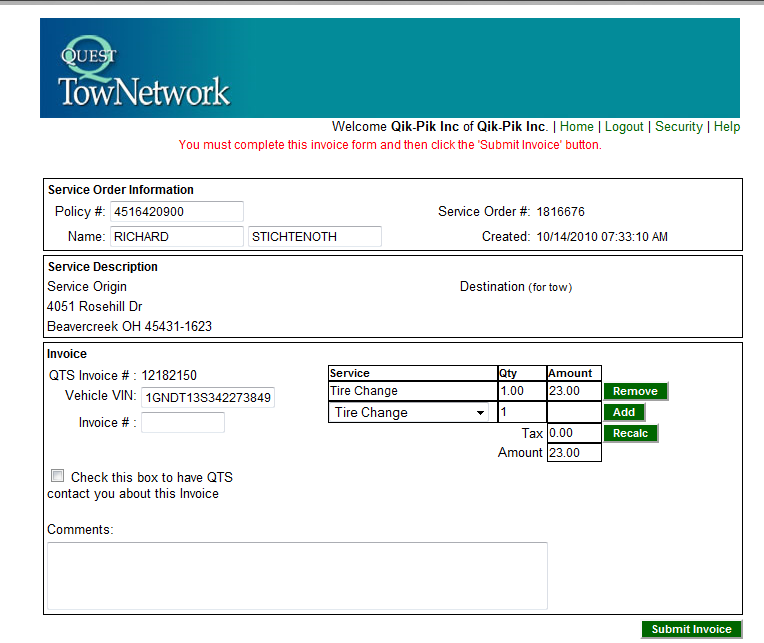 QUEST
TowNetwork
Welcome Qik-Pik Inc of Qik-Pik Inc. | Home | Logout | Security | Help
You must complete this invoice form and then click the 'Submit Invoice' button.
Service Order Information
Policy #: 4516420900 Service Order #: 1816676
Name: RICHARD STICHTENOTH Created: 10/14/2010 07:33:10 AM
Service Description
Service Origin Destination (for tow)
4051 Rosehill Dr
Beavercreek OH 45431-1623
Invoice
QTS Invoice # : 12182150
Vehicle VIN: 1GNDT13S342273849
Invoice # :
Service Qty Amount
Tire Change 1.00 23.00 Remove
Tire Change 1 Add
Tax 0.00 Recalc
Amount 23.00
Check this box to have QTS
contact you about this Invoice
Comments:
Submit Invoice